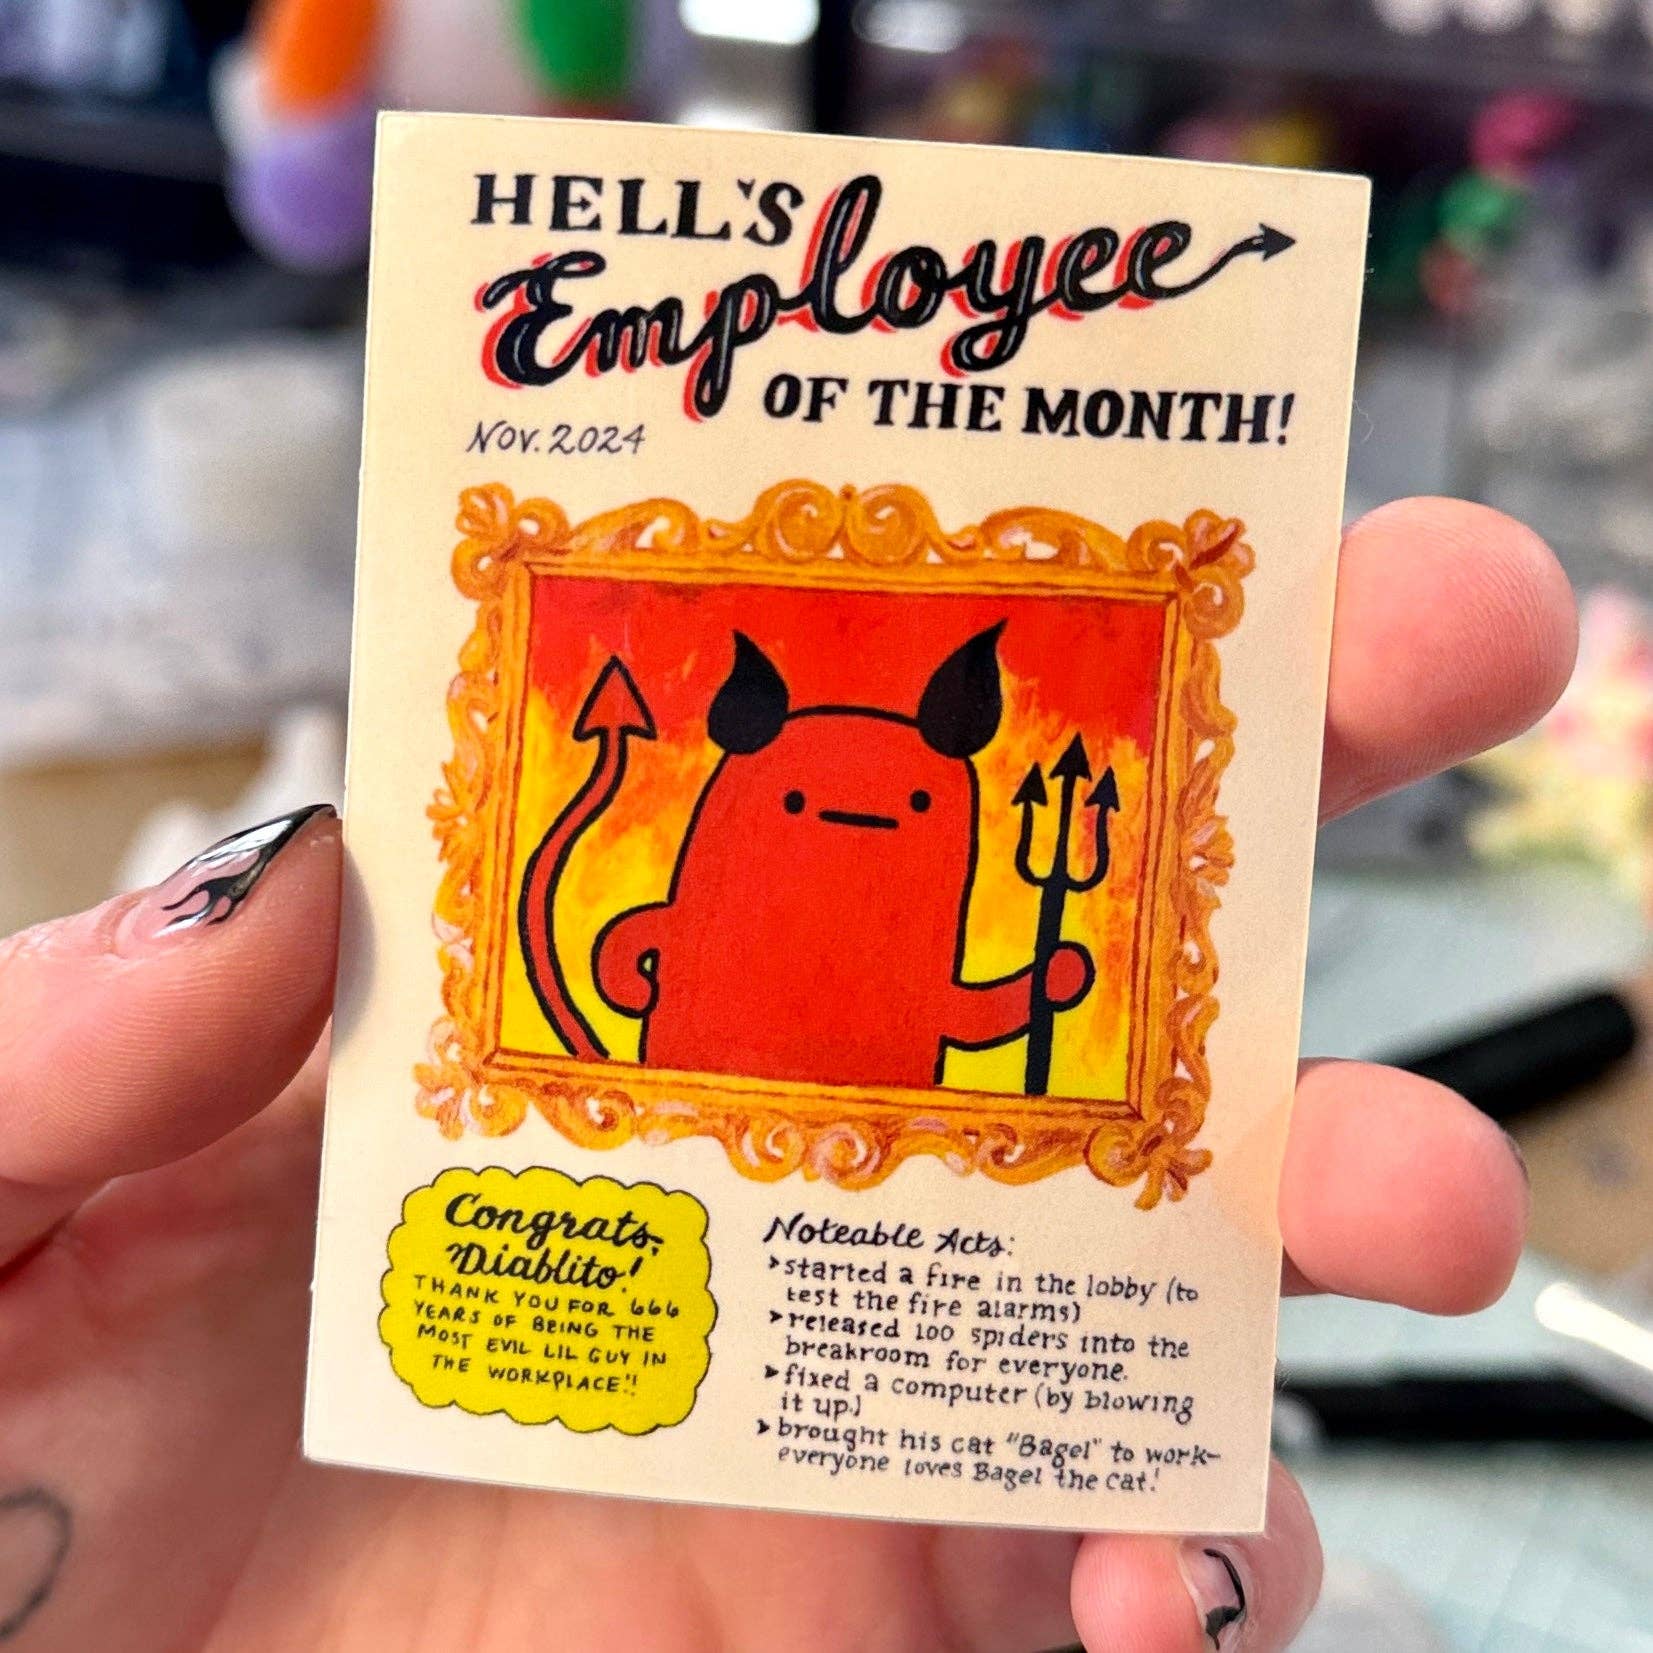 HELL'S
Employee
OF THE MONTH!
Nov. 2024
Congrats,
Diablito!
THANK YOU FOR 666
YEARS OF BEING THE
MOST EVIL LIL GUY IN
THE WORKPLACE!!
Noteable Acts:
➤started a fire in the lobby (to
test the fire alarms)
➤released 100 spiders into the
breakroom for everyone.
➤fixed a computer (by blowing
it up.)
➤brought his cat "Bagel" to work-
everyone loves Bagel the cat!